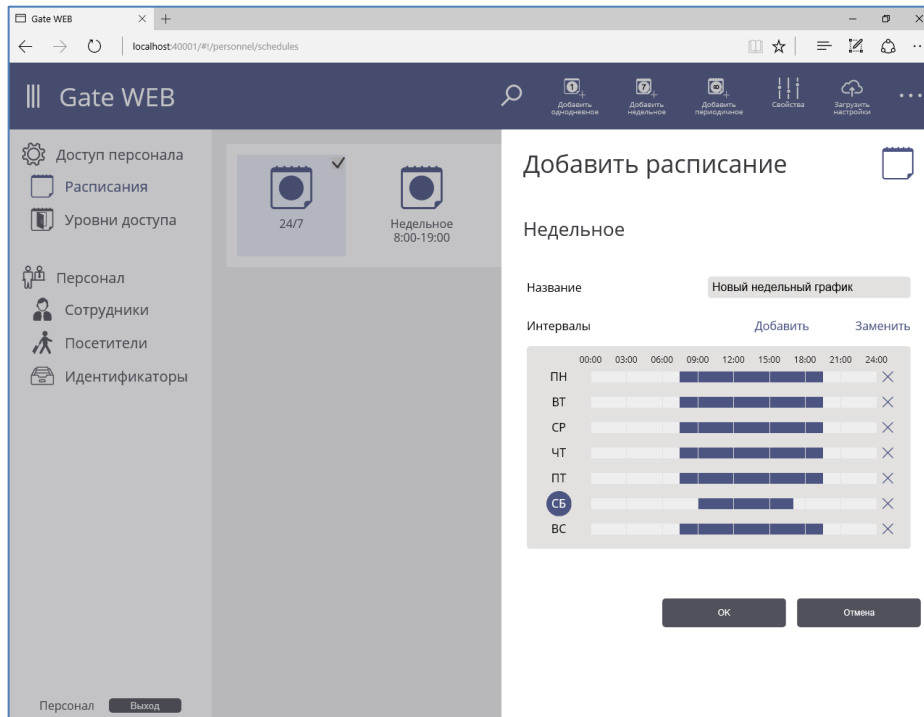 Gate WEB
localhost:40001/#!/personnel/schedules
Gate WEB
Добавить однодневное
Добавить недельное
Добавить периодичное
Свойства
Загрузить настройки
Доступ персонала
Расписания
Уровни доступа
Персонал
Сотрудники
Посетители
Идентификаторы
24/7
Недельное
8:00-19:00
Добавить расписание
Недельное
Название
Новый недельный график
Интервалы
Добавить
Заменить
00:00 03:00 06:00 09:00 12:00 15:00 18:00 21:00 24:00
ПН
ВТ
СР
ЧТ
ПТ
СБ
ВС
OK
Отмена
Персонал
Выход